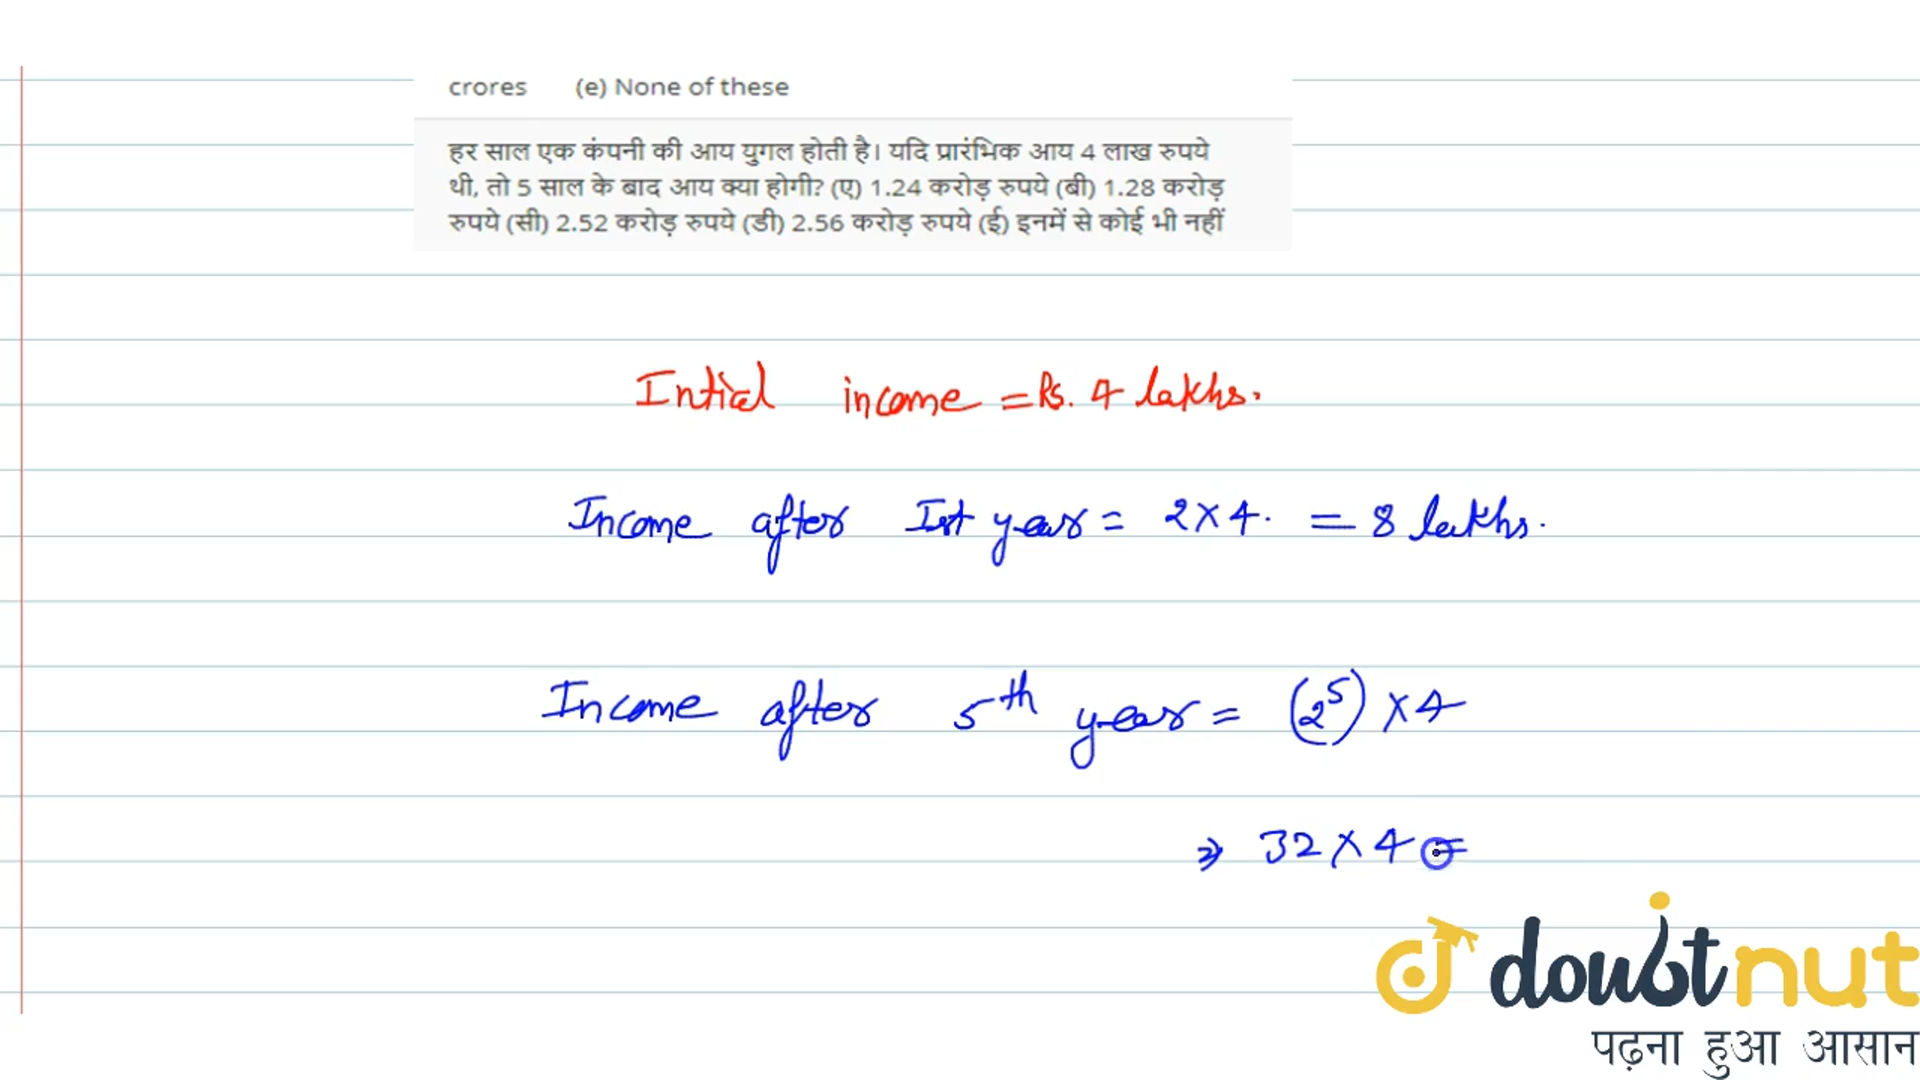 crores (e) None of these
हर साल एक कंपनी की आय युगल होती है। यदि प्रारंभिक आय 4 लाख रुपये
थी, तो 5 साल के बाद आय क्या होगी? (ए) 1.24 करोड़ रुपये (बी) 1.28 करोड़
रुपये (सी) 2.52 करोड़ रुपये (डी) 2.56 करोड़ रुपये (ई) इनमें से कोई भी नहीं
Intial income = Rs. 4 lakhs.
Income after Ist year = 2 × 4. = 8 lakhs.
Income after 5th year = (2⁵) × 4
⇒ 32 × 4 =
doubtnut
पढ़ना हुआ आसान